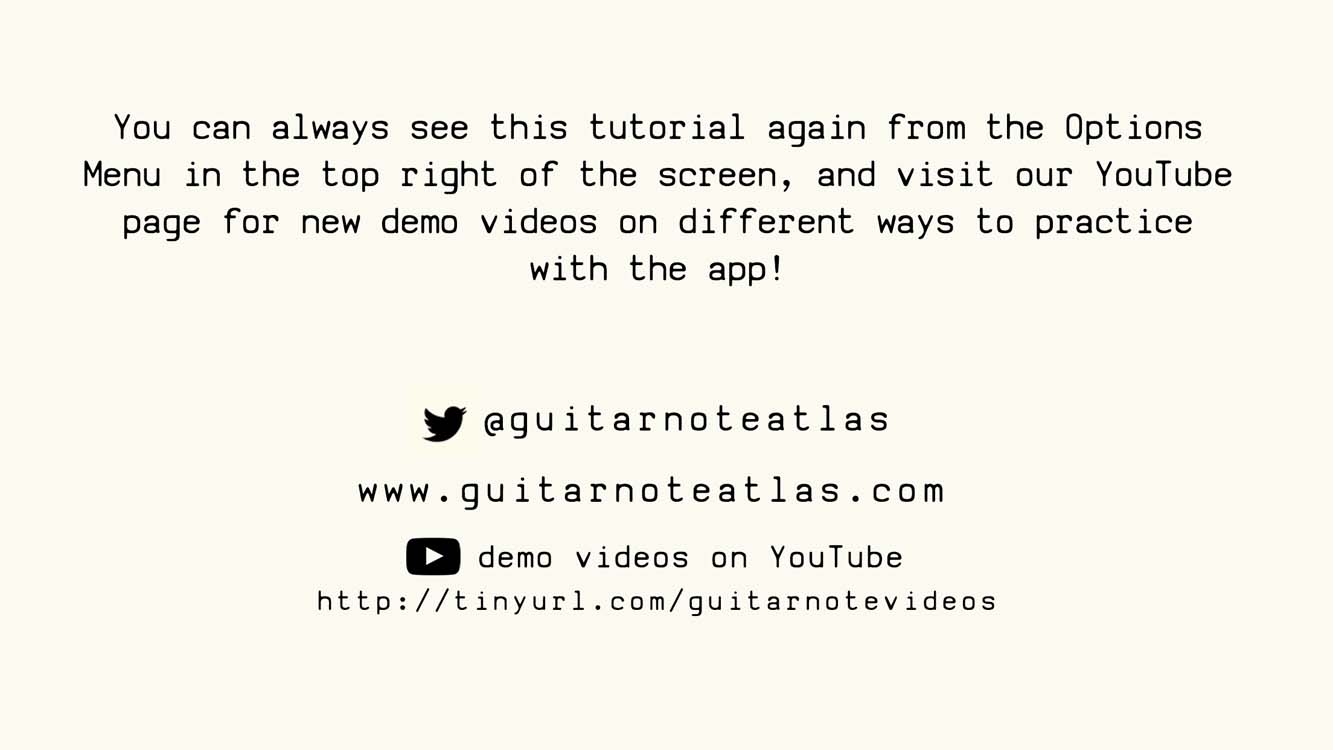 You can always see this tutorial again from the Options
Menu in the top right of the screen, and visit our YouTube
page for new demo videos on different ways to practice
with the app!
@guitarnoteatlas
www.guitarnoteatlas.com
demo videos on YouTube
http://tinyurl.com/guitarnotevideos